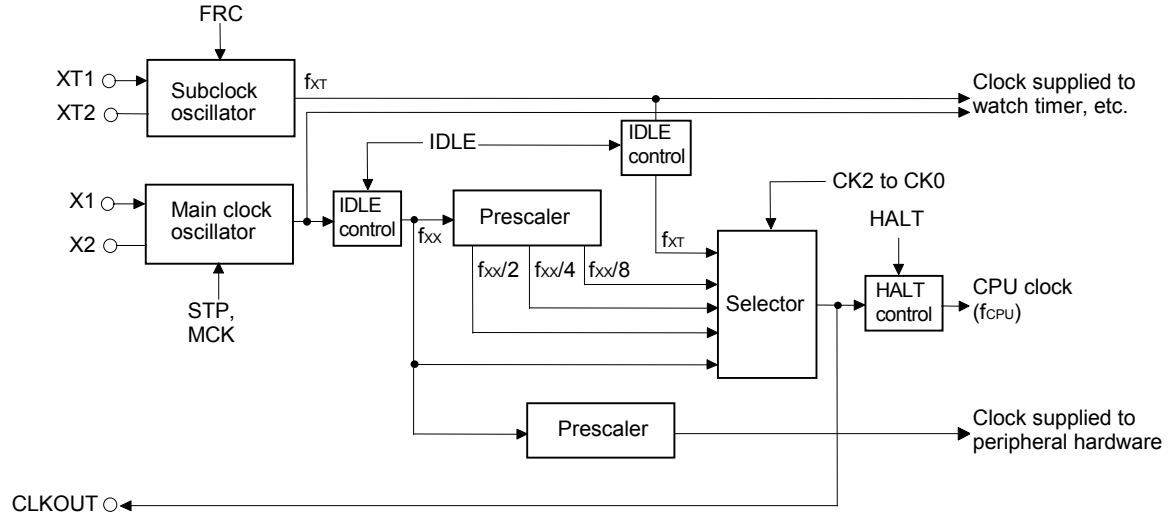 FRC
XT1
XT2
Subclock
oscillator
fXT
Clock supplied to
watch timer, etc.
IDLE
IDLE
control
X1
X2
Main clock
oscillator
IDLE
control
fXX
Prescaler
fXX/2
fXX/4
fXX/8
fXT
CK2 to CK0
HALT
Selector
HALT
control
CPU clock
(fCPU)
STP,
MCK
Prescaler
Clock supplied to
peripheral hardware
CLKOUT